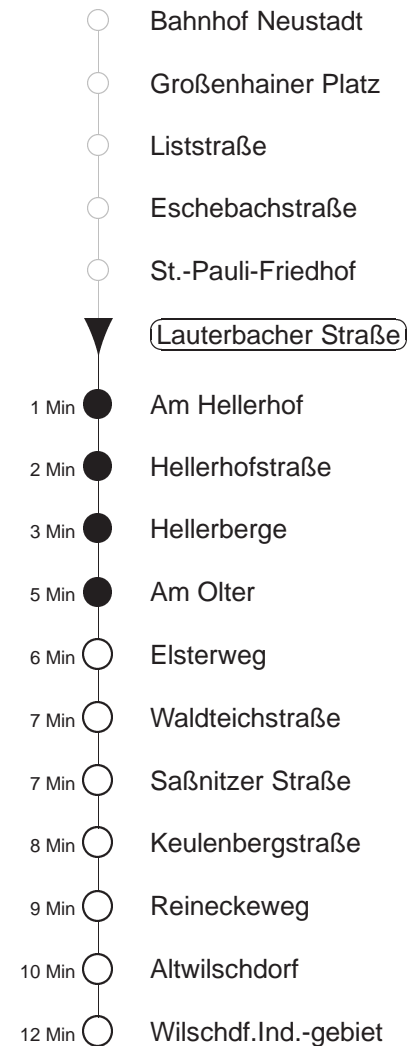 Bahnhof Neustadt
Großenhainer Platz
Liststraße
Eschebachstraße
St.-Pauli-Friedhof
Lauterbacher Straße
1 Min Am Hellerhof
2 Min Hellerhofstraße
3 Min Hellerberge
5 Min Am Olter
6 Min Elsterweg
7 Min Waldteichstraße
7 Min Saßnitzer Straße
8 Min Keulenbergstraße
9 Min Reineckeweg
10 Min Altwilschdorf
12 Min Wilschdf.Ind.-gebiet